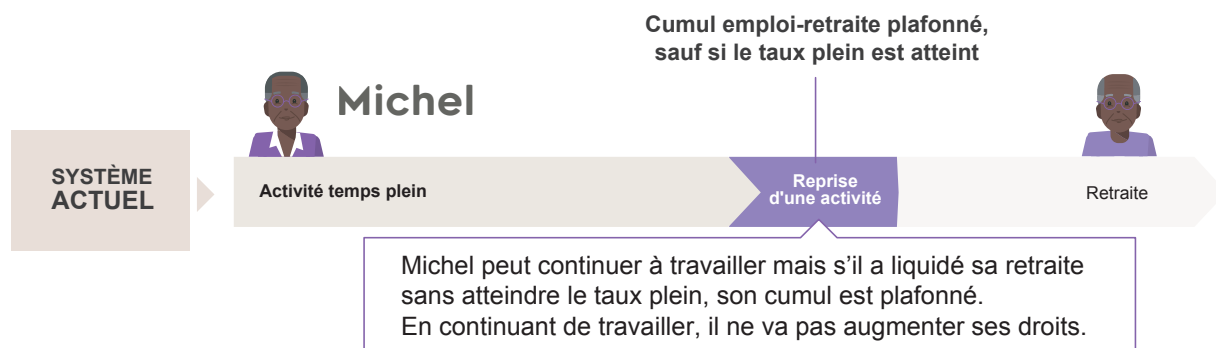 Cumul emploi-retraite plafonné,
sauf si le taux plein est atteint
Michel
SYSTÈME
ACTUEL
Activité temps plein
Reprise
d'une activité
Retraite
Michel peut continuer à travailler mais s'il a liquidé sa retraite
sans atteindre le taux plein, son cumul est plafonné.
En continuant de travailler, il ne va pas augmenter ses droits.